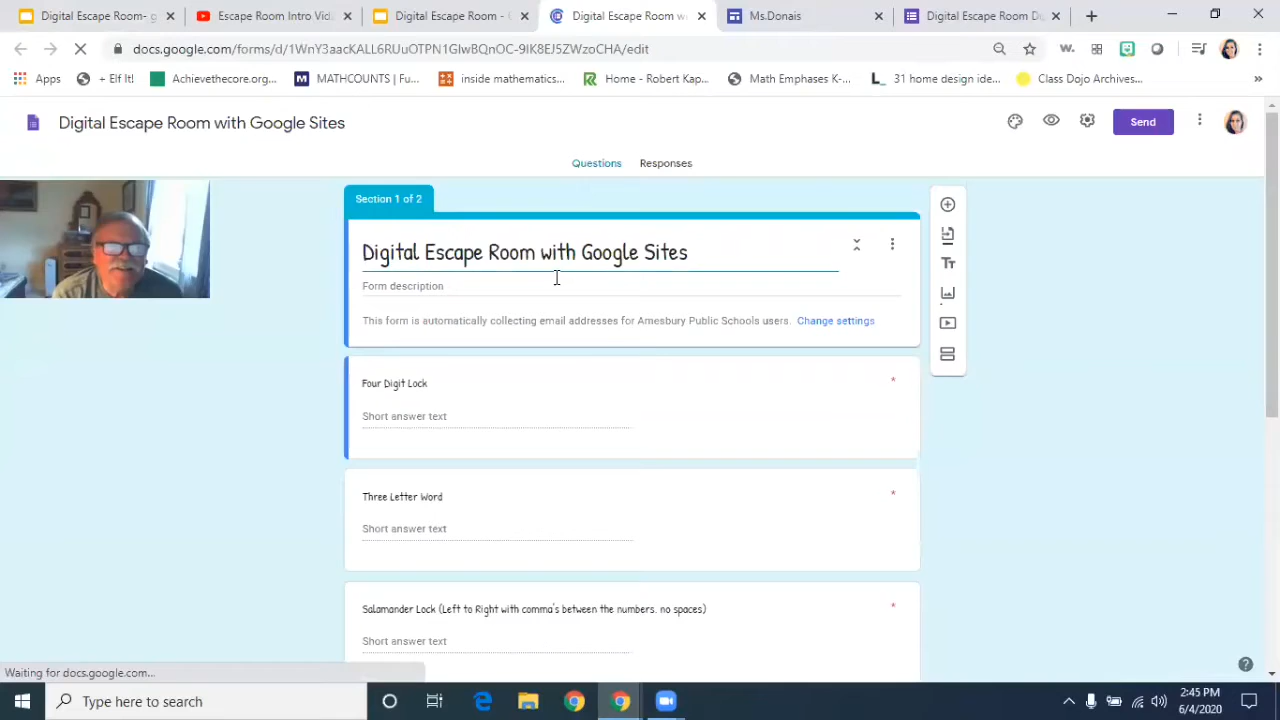 Digital Escape Room- g
Escape Room Intro Vid
Digital Escape Room - C
Digital Escape Room w
Ms.Donais
Digital Escape Room Di
docs.google.com/forms/d/1WnY3aacKALL6RUuOTPN1GlwBQnOC-9IK8EJ5ZWzoCHA/edit
Apps
+ Elf It!
Achievethecore.org...
MATHCOUNTS | Fu...
inside mathematics...
Home - Robert Kap...
Math Emphases K-...
31 home design ide...
Class Dojo Archives...
»
Digital Escape Room with Google Sites
Send
Questions
Responses
Section 1 of 2
Digital Escape Room with Google Sites
Form description
This form is automatically collecting email addresses for Amesbury Public Schools users. Change settings
Four Digit Lock
*
Short answer text
Three Letter Word
*
Short answer text
Salamander Lock (Left to Right with comma's between the numbers. no spaces)
*
Short answer text
Waiting for docs.google.com...
Type here to search
2:45 PM
6/4/2020